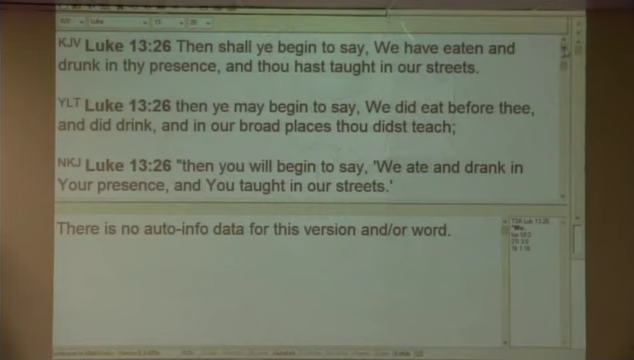 KJV Luke 13:26 Then shall ye begin to say, We have eaten and
drunk in thy presence, and thou hast taught in our streets.
YLT Luke 13:26 then ye may begin to say, We did eat before thee,
and did drink, and in our broad places thou didst teach;
NKJ Luke 13:26 "then you will begin to say, 'We ate and drank in
Your presence, and You taught in our streets.'
There is no auto-info data for this version and/or word.